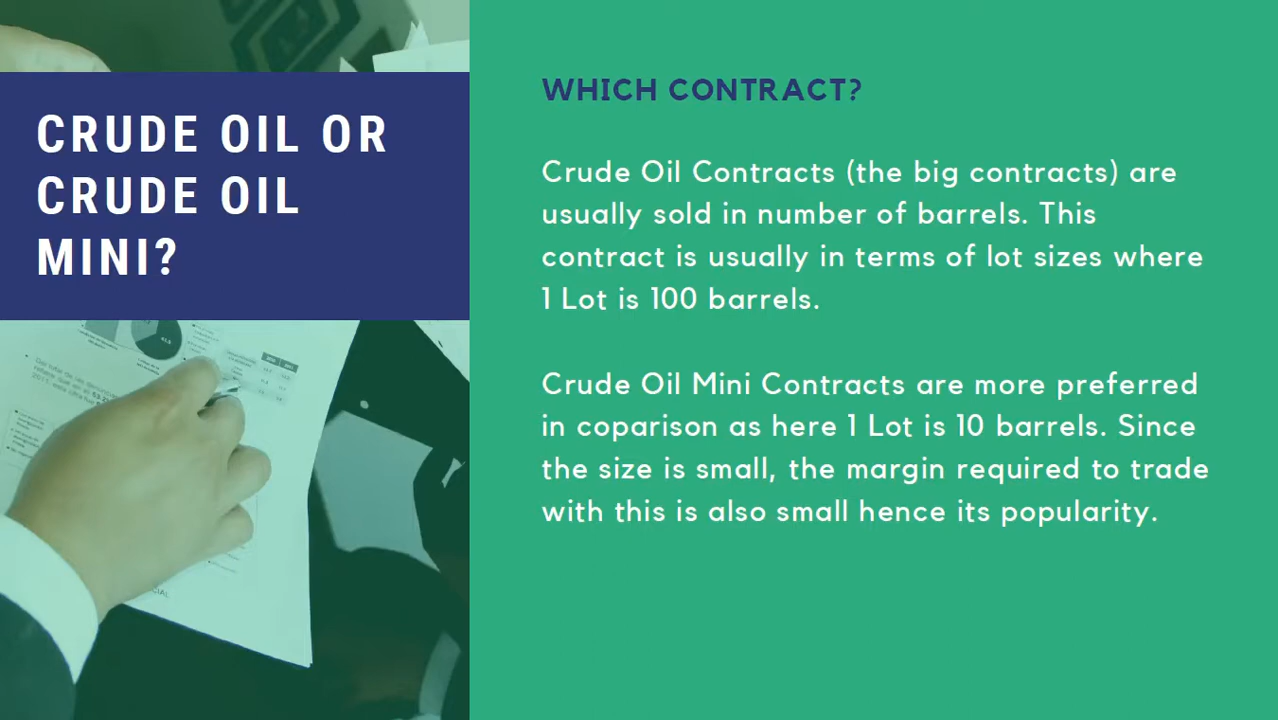 CRUDE OIL OR
CRUDE OIL
MINI?
WHICH CONTRACT?
Crude Oil Contracts (the big contracts) are
usually sold in number of barrels. This
contract is usually in terms of lot sizes where
1 Lot is 100 barrels.
Crude Oil Mini Contracts are more preferred
in coparison as here 1 Lot is 10 barrels. Since
the size is small, the margin required to trade
with this is also small hence its popularity.